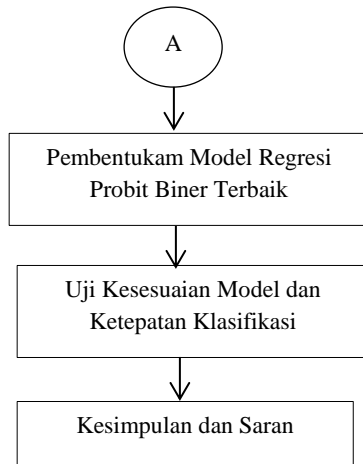 A
Pembentukam Model Regresi
Probit Biner Terbaik
Uji Kesesuaian Model dan
Ketepatan Klasifikasi
Kesimpulan dan Saran